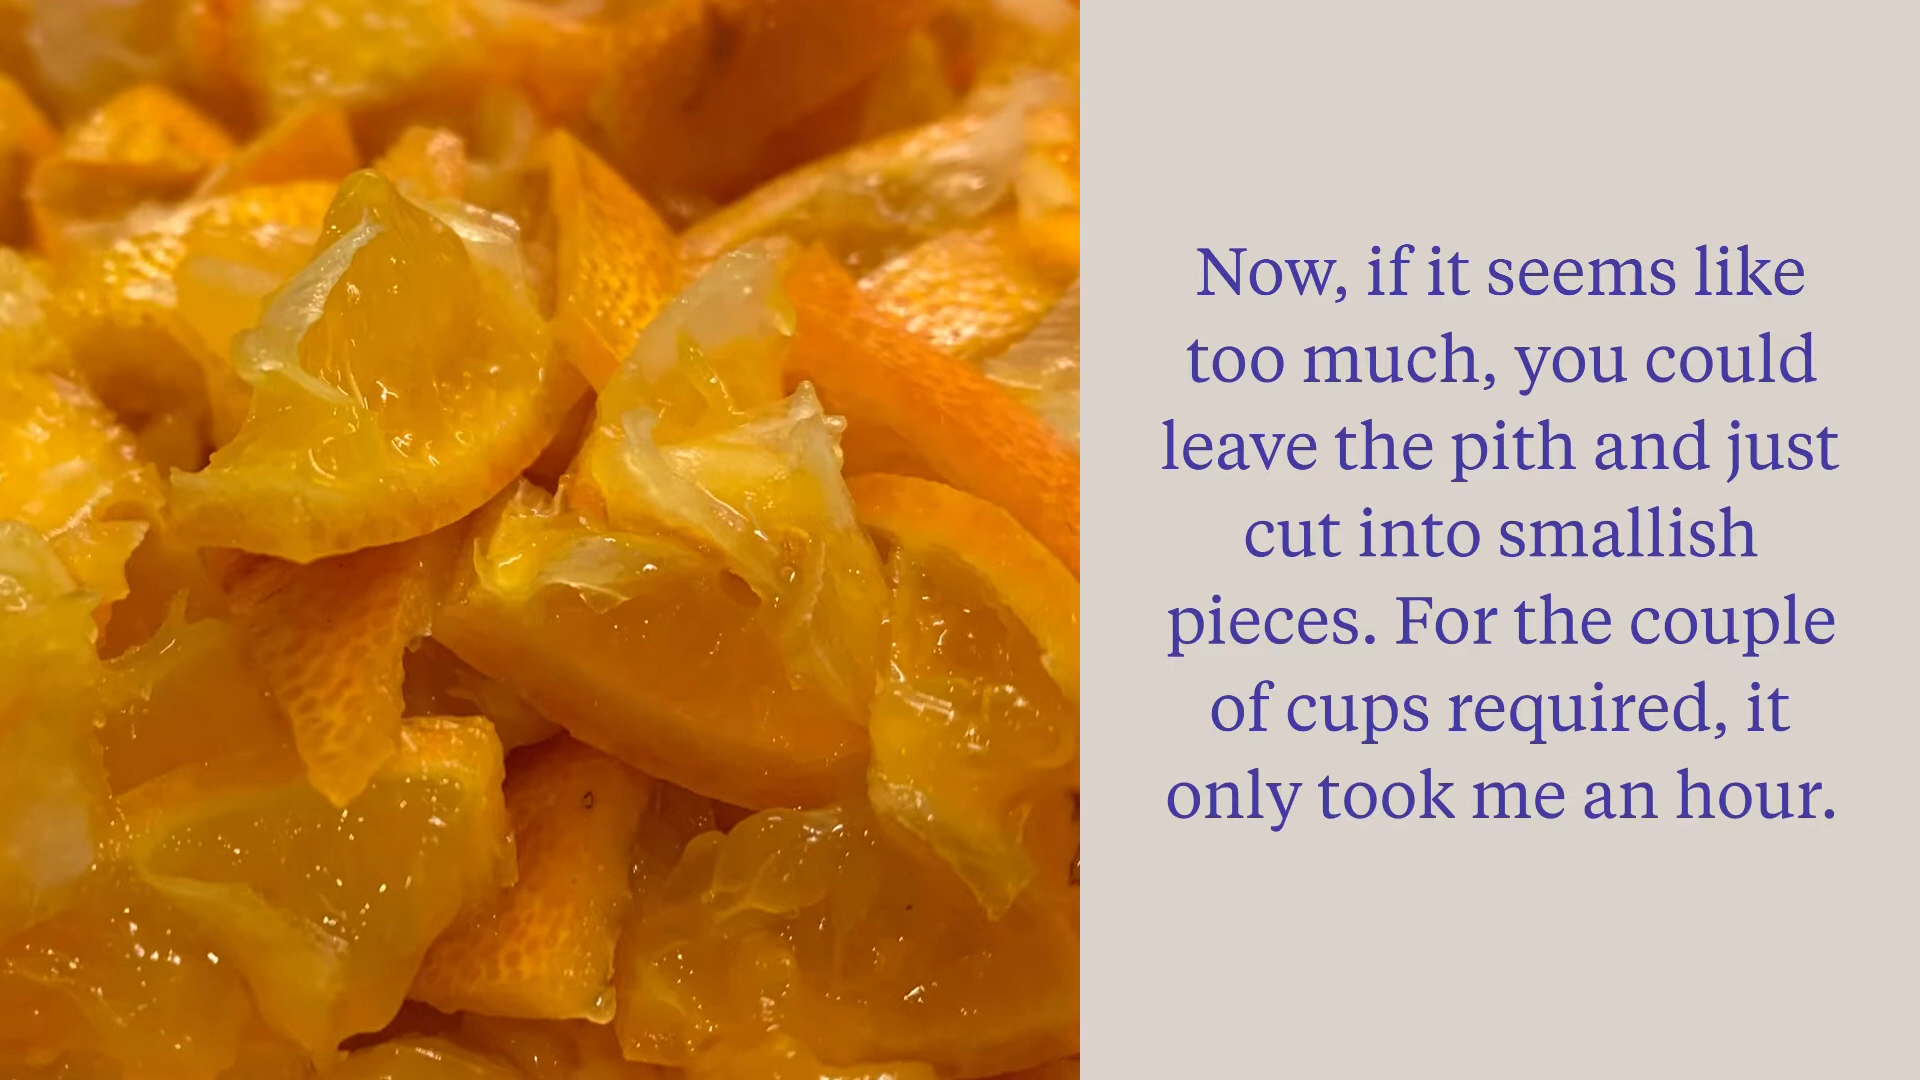 Now, if it seems like
too much, you could
leave the pith and just
cut into smallish
pieces. For the couple
of cups required, it
only took me an hour.